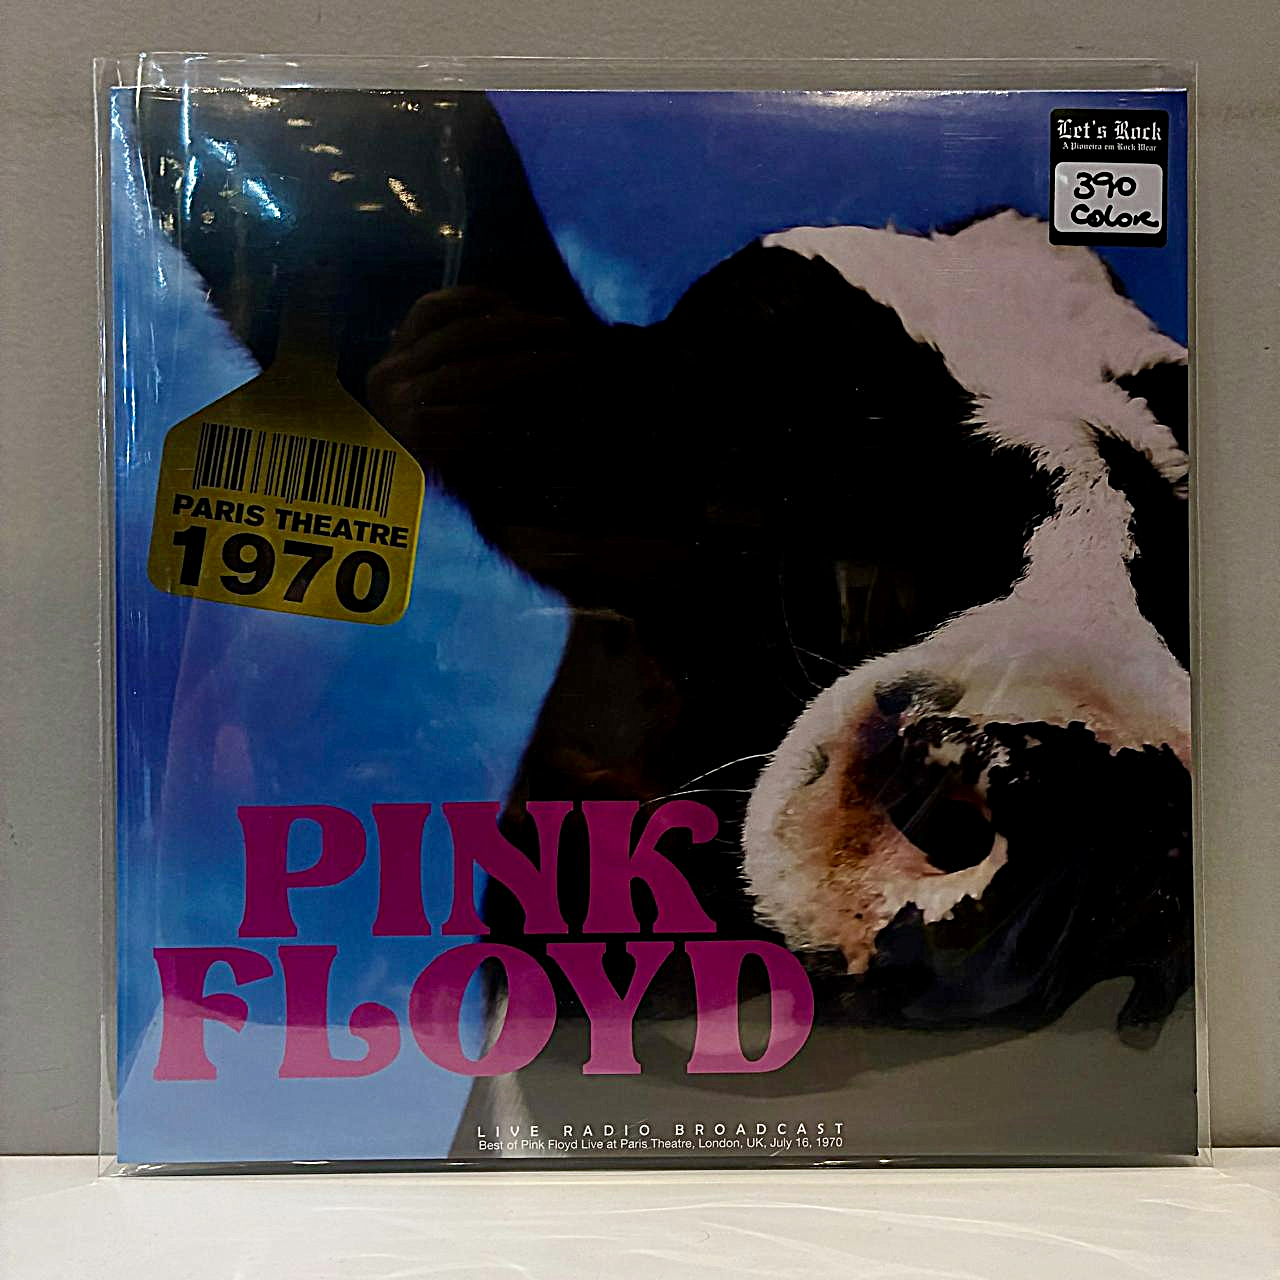 Let's Rock
A Pioneira em Rock Wear
390
Color
PARIS THEATRE
1970
PINK
FLOYD
LIVE RADIO BROADCAST
Best of Pink Floyd Live at Paris Theatre, London, UK, July 16, 1970